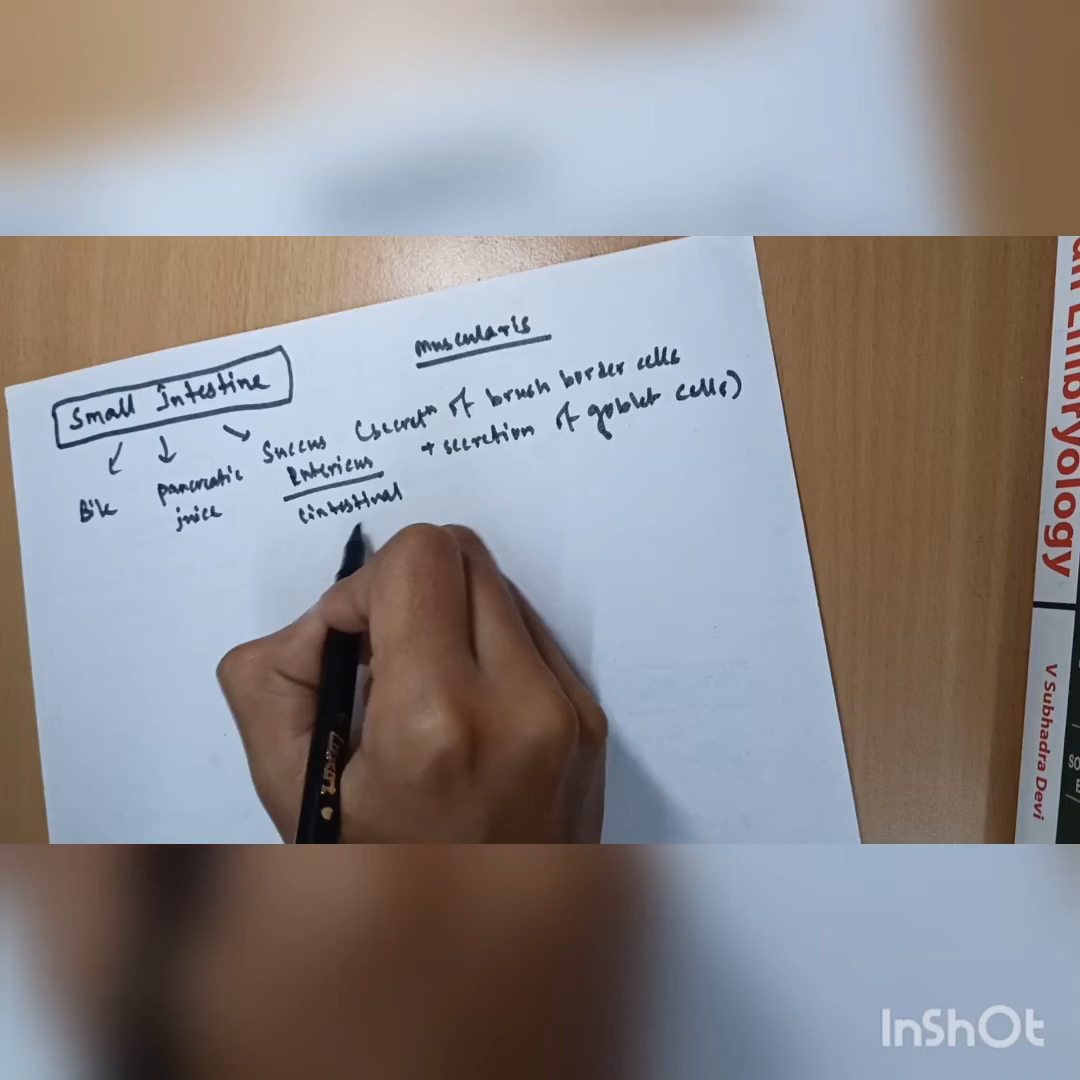 muscularis
Small Intestine
Bile
pancreatic
juice
Succus
Entericus
(intestinal
(secretⁿ of brush border cells
+ secretion of goblet cells)
Embryology
V Subhadra Devi
Luxor
InShOt